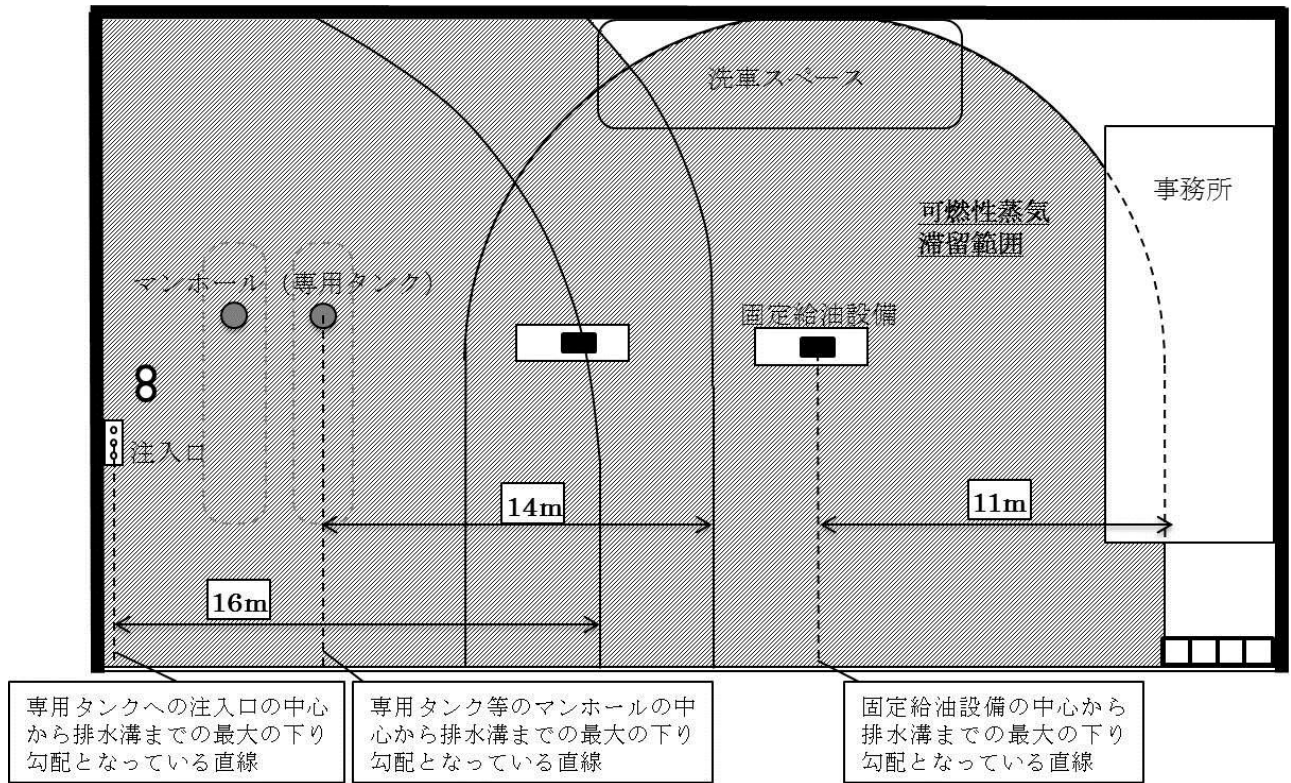 洗車スペース
事務所
可燃性蒸気
滞留範囲
マンホール（専用タンク）
固定給油設備
注入口
14m
11m
16m
専用タンクへの注入口の中心
から排水溝までの最大の下り
勾配となっている直線
専用タンク等のマンホールの中
心から排水溝までの最大の下り
勾配となっている直線
固定給油設備の中心から
排水溝までの最大の下り
勾配となっている直線